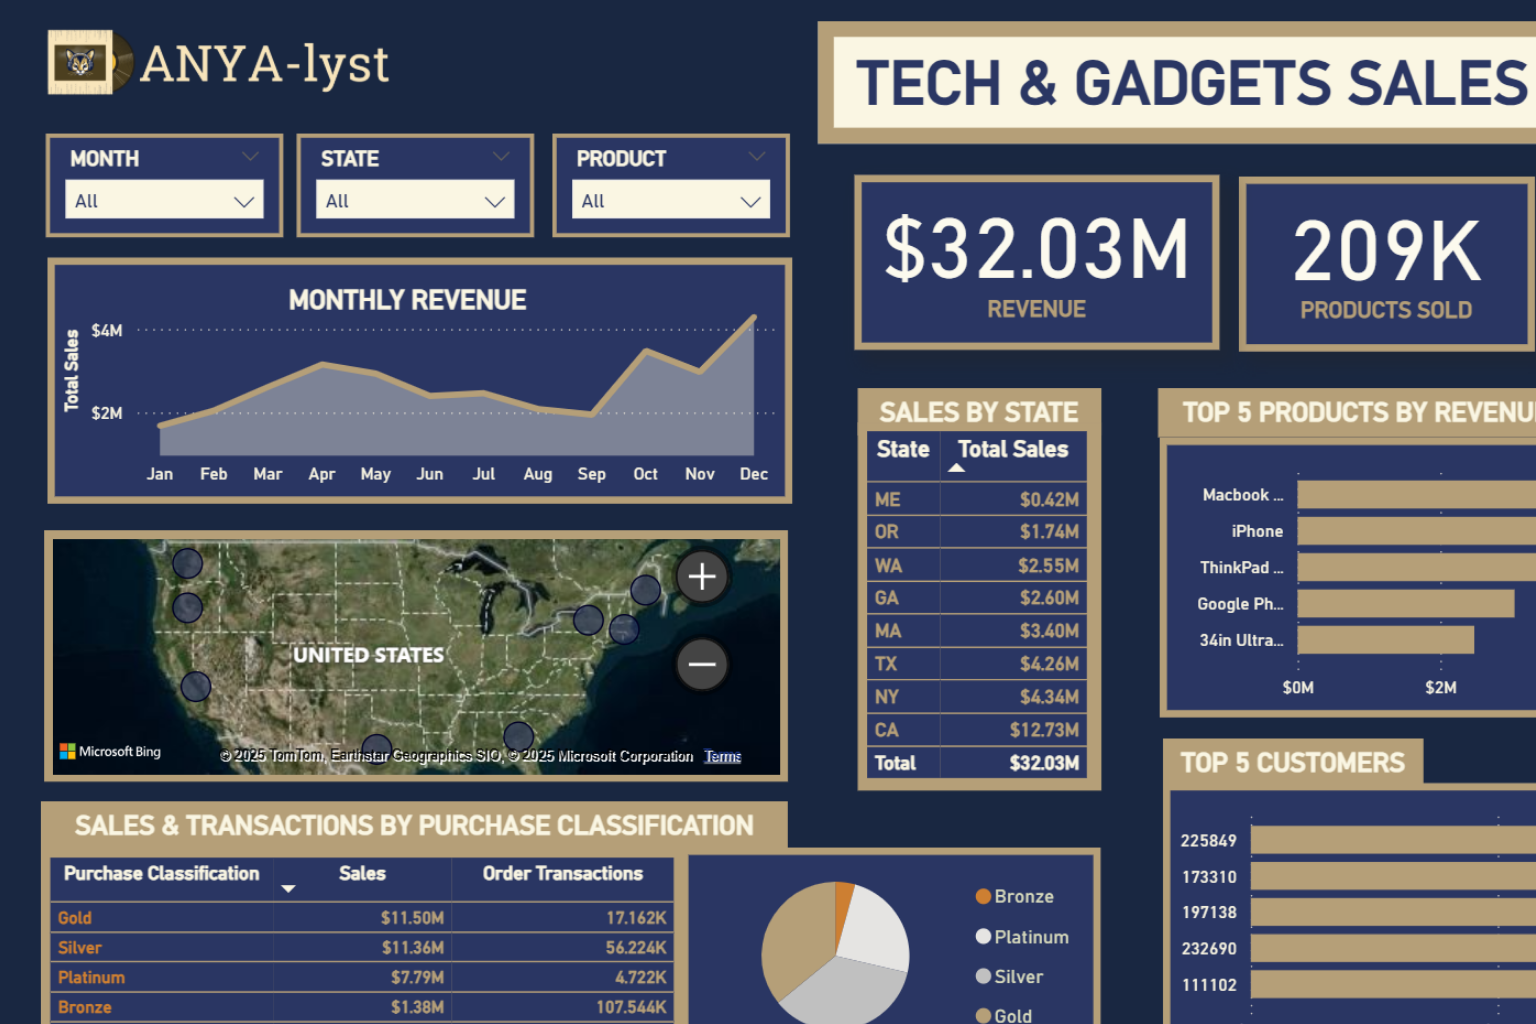 ANYA-lyst
TECH & GADGETS SALES
MONTH
All
STATE
All
PRODUCT
All
$32.03M
REVENUE
209K
PRODUCTS SOLD
MONTHLY REVENUE
Total Sales
$4M
$2M
Jan Feb Mar Apr May Jun Jul Aug Sep Oct Nov Dec
UNITED STATES
Microsoft Bing
© 2025 TomTom, Earthstar Geographics SIO, © 2025 Microsoft Corporation Terms
SALES BY STATE
State Total Sales
ME $0.42M
OR $1.74M
WA $2.55M
GA $2.60M
MA $3.40M
TX $4.26M
NY $4.34M
CA $12.73M
Total $32.03M
TOP 5 PRODUCTS BY
Macbook ...
iPhone
ThinkPad ...
Google Ph...
34in Ultra...
$0M $2M
SALES & TRANSACTIONS BY PURCHASE CLASSIFICATION
Purchase Classification Sales Order Transactions
Gold $11.50M 17.162K
Silver $11.36M 56.224K
Platinum $7.79M 4.722K
Bronze $1.38M 107.544K
Bronze
Platinum
Silver
Gold
TOP 5 CUSTOMERS
225849
173310
197138
232690
111102